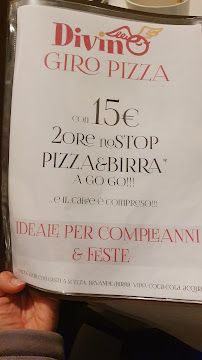 Divino
GIRO PIZZA
CON 15€
2ORE noSTOP
PIZZA&BIRRA*
A GO GO!!!
...e il caffè è compreso!!!
IDEALE PER COMPLEANNI
& FESTE